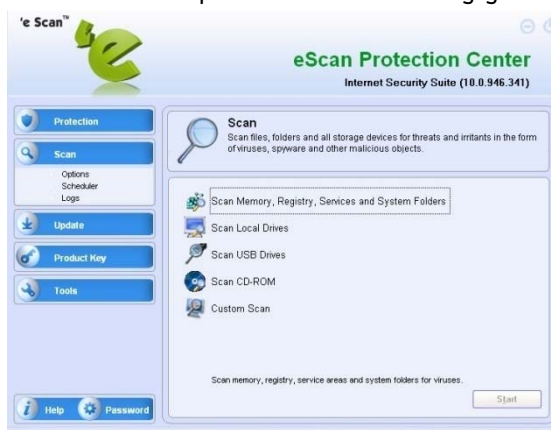 'e Scan™
eScan Protection Center
Internet Security Suite (10.0.946.341)
Protection
Scan
Options
Scheduler
Logs
Update
Product Key
Tools
Help
Password
Scan
Scan files, folders and all storage devices for threats and irritants in the form
of viruses, spyware and other malicious objects.
Scan Memory, Registry, Services and System Folders
Scan Local Drives
Scan USB Drives
Scan CD-ROM
Custom Scan
Scan memory, registry, service areas and system folders for viruses.
Start